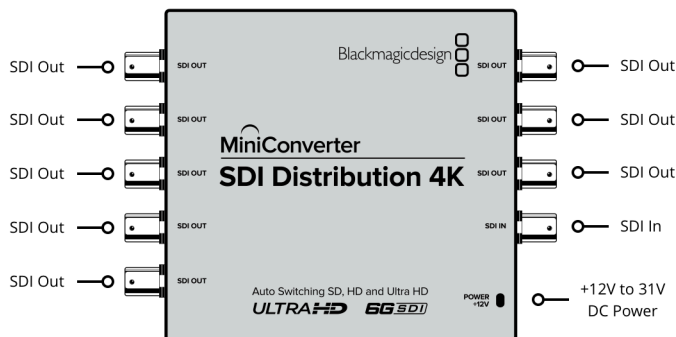 Blackmagicdesign
SDI Out SDI OUT SDI OUT SDI Out
SDI Out SDI OUT SDI OUT SDI Out
MiniConverter
SDI Out SDI OUT SDI Distribution 4K SDI OUT SDI Out
SDI Out SDI OUT SDI IN SDI In
SDI Out SDI OUT
Auto Switching SD, HD and Ultra HD
ULTRAHD 6G SDI
POWER
+12V
+12V to 31V
DC Power